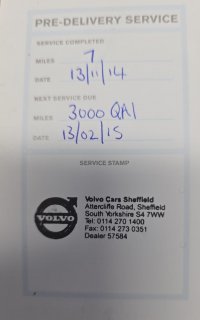 PRE-DELIVERY SERVICE
SERVICE COMPLETED
MILES 7
DATE 13/11/14
NEXT SERVICE DUE
MILES 3000 QAI
DATE 13/02/15
SERVICE STAMP
VOLVO
Volvo Cars Sheffield
Attercliffe Road, Sheffield
South Yorkshire S4 7WW
Tel: 0114 270 1400
Fax: 0114 273 0351
Dealer 57584